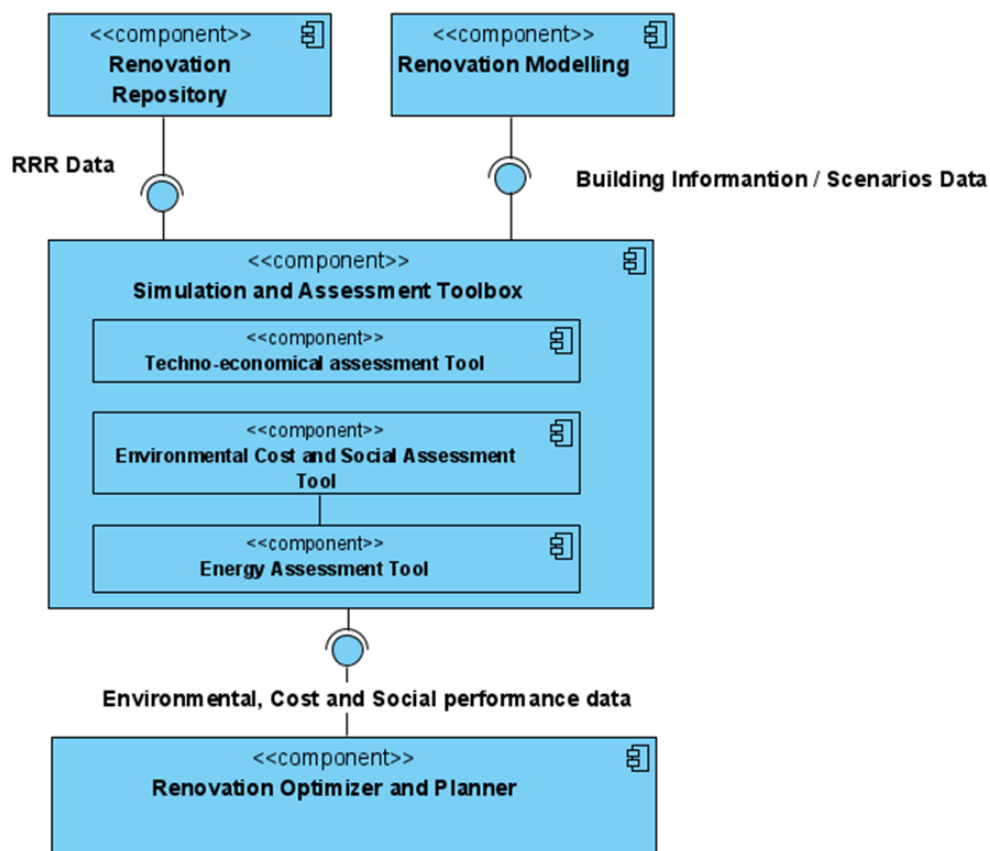 <<component>>
Renovation
Repository
<<component>>
Renovation Modelling
RRR Data
Building Informantion / Scenarios Data
<<component>>
Simulation and Assessment Toolbox
<<component>>
Techno-economical assessment Tool
<<component>>
Environmental Cost and Social Assessment
Tool
<<component>>
Energy Assessment Tool
Environmental, Cost and Social performance data
<<component>>
Renovation Optimizer and Planner